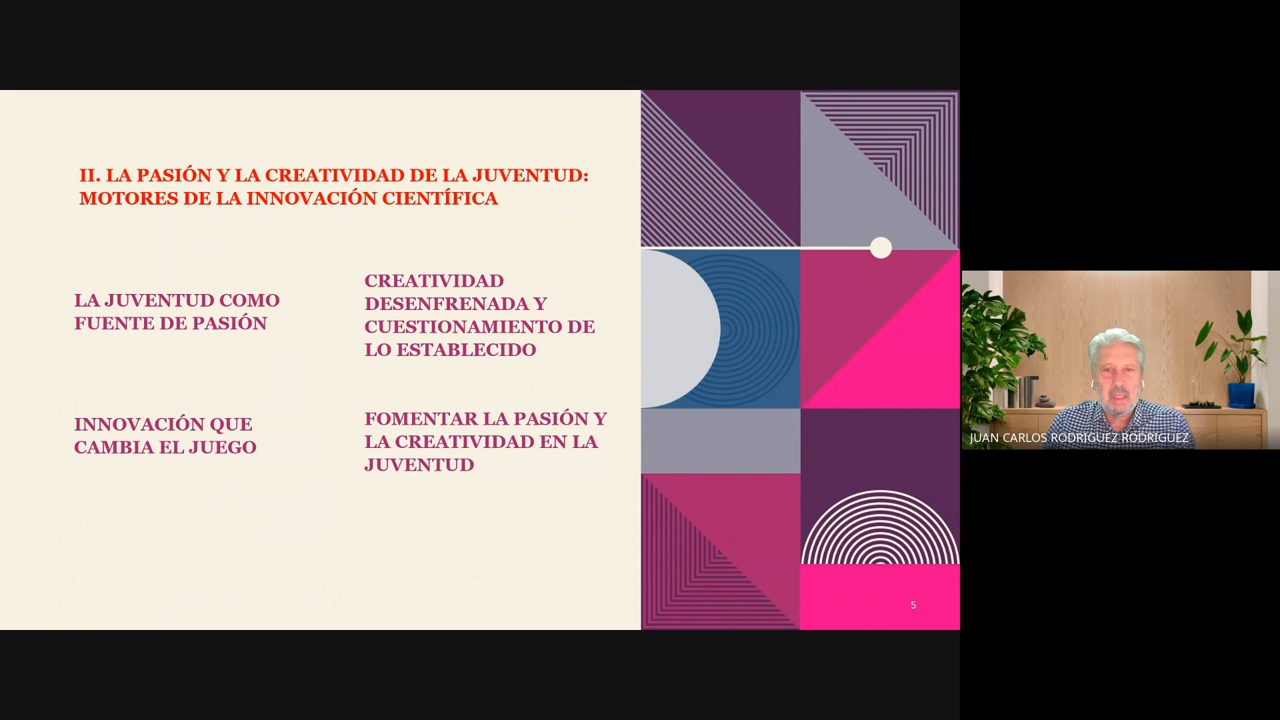 II. LA PASIÓN Y LA CREATIVIDAD DE LA JUVENTUD:
MOTORES DE LA INNOVACIÓN CIENTÍFICA
LA JUVENTUD COMO
FUENTE DE PASIÓN
CREATIVIDAD
DESENFRENADA Y
CUESTIONAMIENTO DE
LO ESTABLECIDO
INNOVACIÓN QUE
CAMBIA EL JUEGO
FOMENTAR LA PASIÓN Y
LA CREATIVIDAD EN LA
JUVENTUD
5
JUAN CARLOS RODRIGUEZ RODRIGUEZ